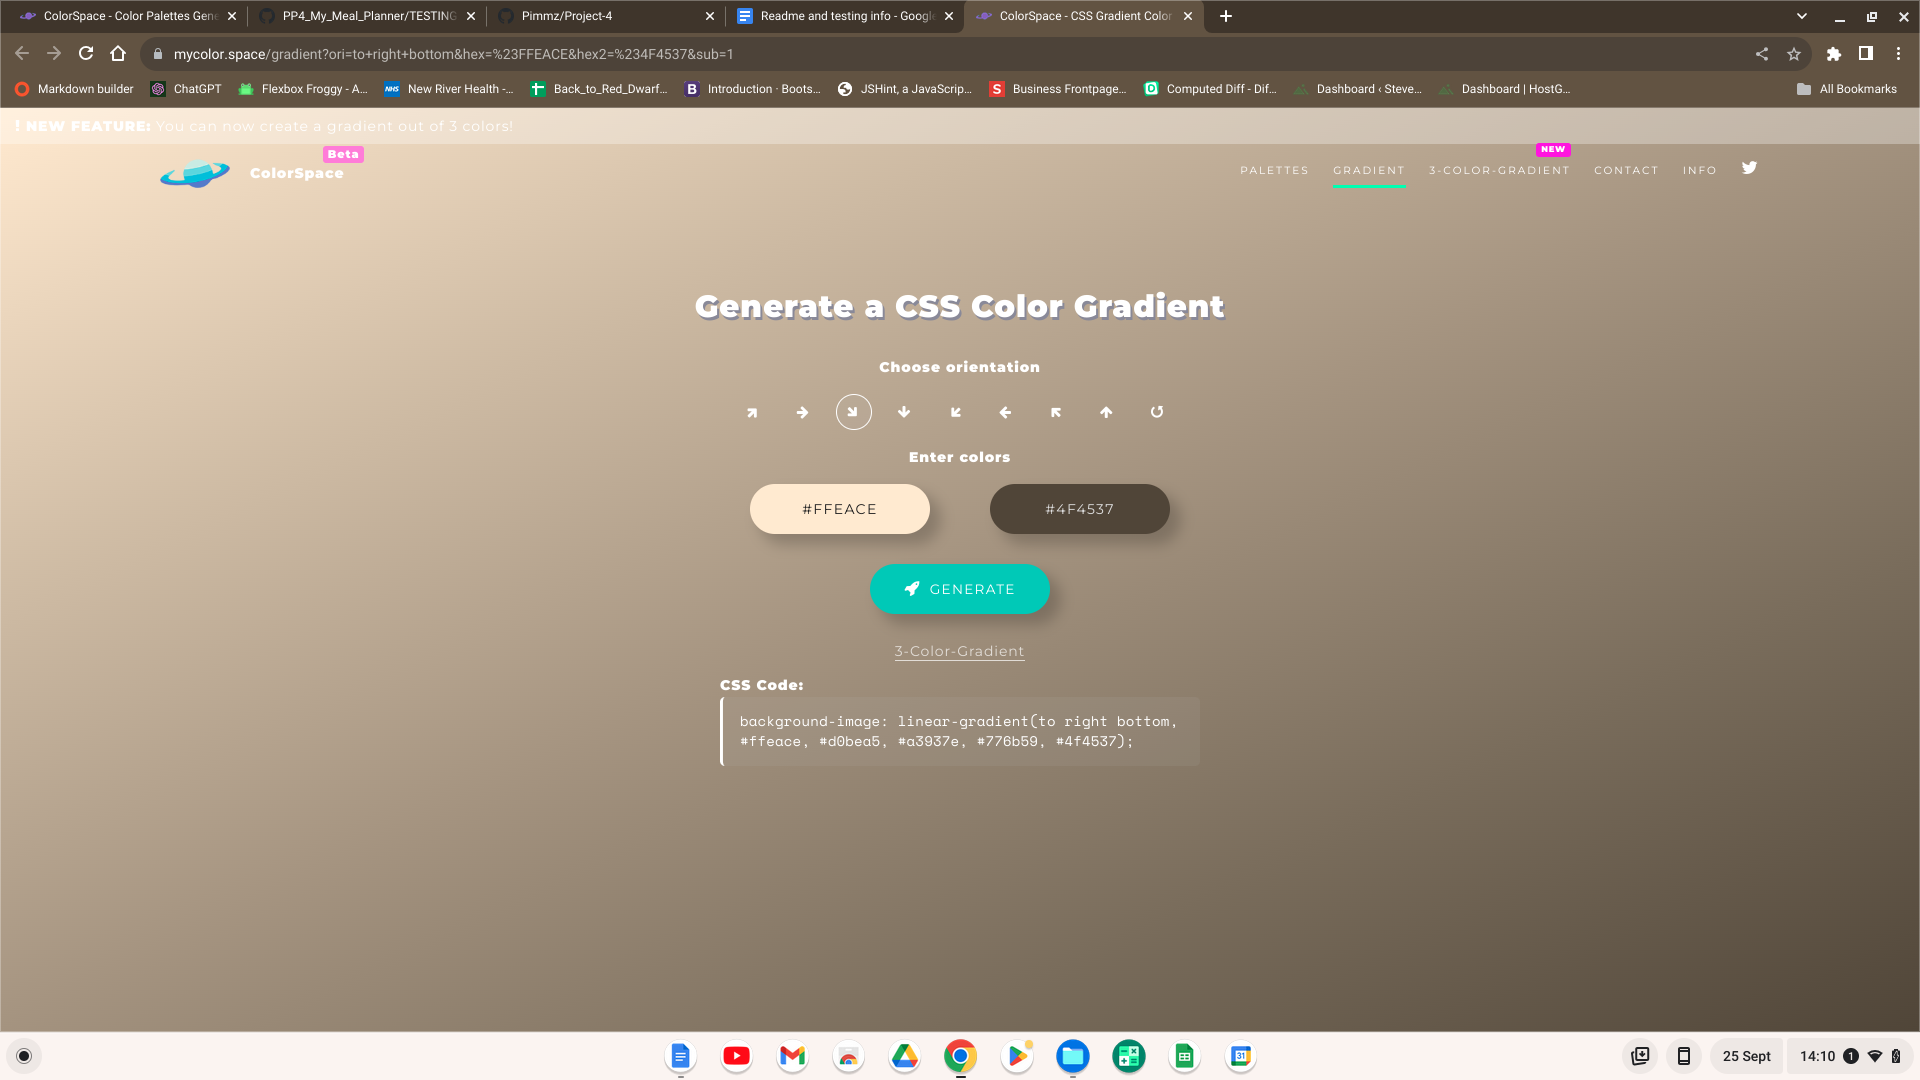 ColorSpace - Color Palettes Gene
PP4_My_Meal_Planner/TESTING
Pimmz/Project-4
Readme and testing info - Google
ColorSpace - CSS Gradient Color
mycolor.space/gradient?ori=to+right+bottom&hex=%23FFEACE&hex2=%234F4537&sub=1
Markdown builder
ChatGPT
Flexbox Froggy - A...
NHS
New River Health -...
Back_to_Red_Dwarf...
B
Introduction · Boots...
JSHint, a JavaScrip...
S
Business Frontpage...
Computed Diff - Dif...
Dashboard ‹ Steve...
Dashboard | HostG...
All Bookmarks
! NEW FEATURE: You can now create a gradient out of 3 colors!
Beta
ColorSpace
NEW
PALETTES
GRADIENT
3-COLOR-GRADIENT
CONTACT
INFO
Generate a CSS Color Gradient
Choose orientation
Enter colors
#FFEACE
#4F4537
GENERATE
3-Color-Gradient
CSS Code:
background-image: linear-gradient(to right bottom,
#ffeace, #d0bea5, #a3937e, #776b59, #4f4537);
31
25 Sept
14:10
1